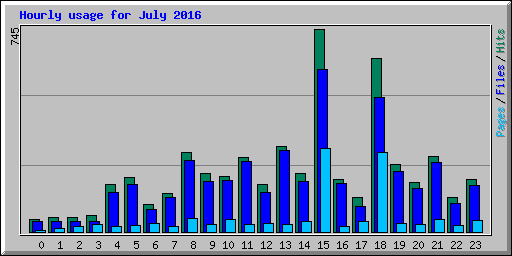 Hourly usage for July 2016
745
Pages/Files/Hits
0 1 2 3 4 5 6 7 8 9 10 11 12 13 14 15 16 17 18 19 20 21 22 23